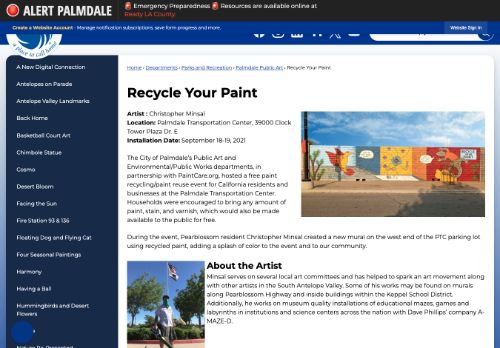 ALERT PALMDALE
🚨 Emergency Preparedness 🚨 Resources are available online at
Ready LA County.
Create a Website Account - Manage notification subscriptions, save form progress and more.
Website Sign In
a place to call home
A New Digital Connection
Antelopes on Parade
Antelope Valley Landmarks
Back Home
Basketball Court Art
Chimbole Statue
Cosmo
Desert Bloom
Facing the Sun
Fire Station 93 & 136
Floating Dog and Flying Cat
Four Seasonal Paintings
Harmony
Having a Ball
Hummingbirds and Desert
Flowers
Home › Departments › Parks and Recreation › Palmdale Public Art › Recycle Your Paint
Recycle Your Paint
Artist : Christopher Minsal
Location: Palmdale Transportation Center, 39000 Clock
Tower Plaza Dr. E
Installation Date: September 18-19, 2021
The City of Palmdale's Public Art and
Environmental/Public Works departments, in
partnership with PaintCare.org, hosted a free paint
recycling/paint reuse event for California residents and
businesses at the Palmdale Transportation Center.
Households were encouraged to bring any amount of
paint, stain, and varnish, which would also be made
available to the public for free.
During the event, Pearblossom resident Christopher Minsal created a new mural on the west end of the PTC parking lot
using recycled paint, adding a splash of color to the event and to our community.
About the Artist
Minsal serves on several local art committees and has helped to spark an art movement along
with other artists in the South Antelope Valley. Some of his works may be found on murals
along Pearblossom Highway and inside buildings within the Keppel School District.
Additionally, he works on museum quality installations of educational mazes, games and
labyrinths in institutions and science centers across the nation with Dave Phillips' company A-
MAZE-D.